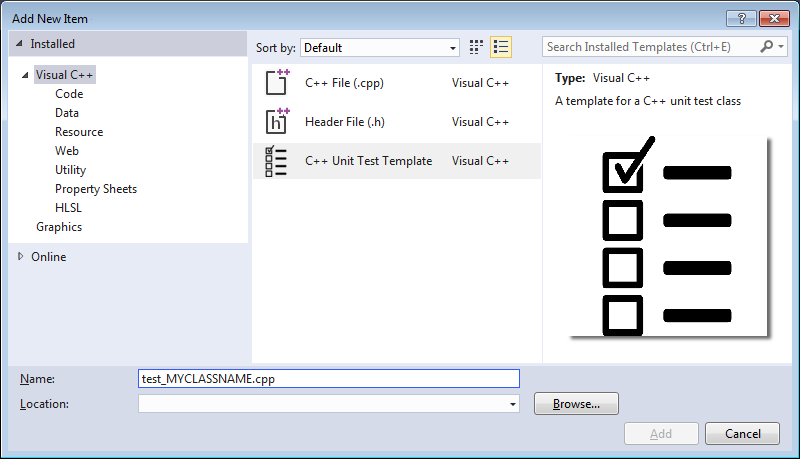 Add New Item
?
Installed
Sort by: Default
Search Installed Templates (Ctrl+E)
Visual C++
Code
Data
Resource
Web
Utility
Property Sheets
HLSL
Graphics
Online
++
C++ File (.cpp) Visual C++
++
h
Header File (.h) Visual C++
C++ Unit Test Template Visual C++
Type: Visual C++
A template for a C++ unit test class
Name: test_MYCLASSNAME.cpp
Location:
Browse...
Add
Cancel